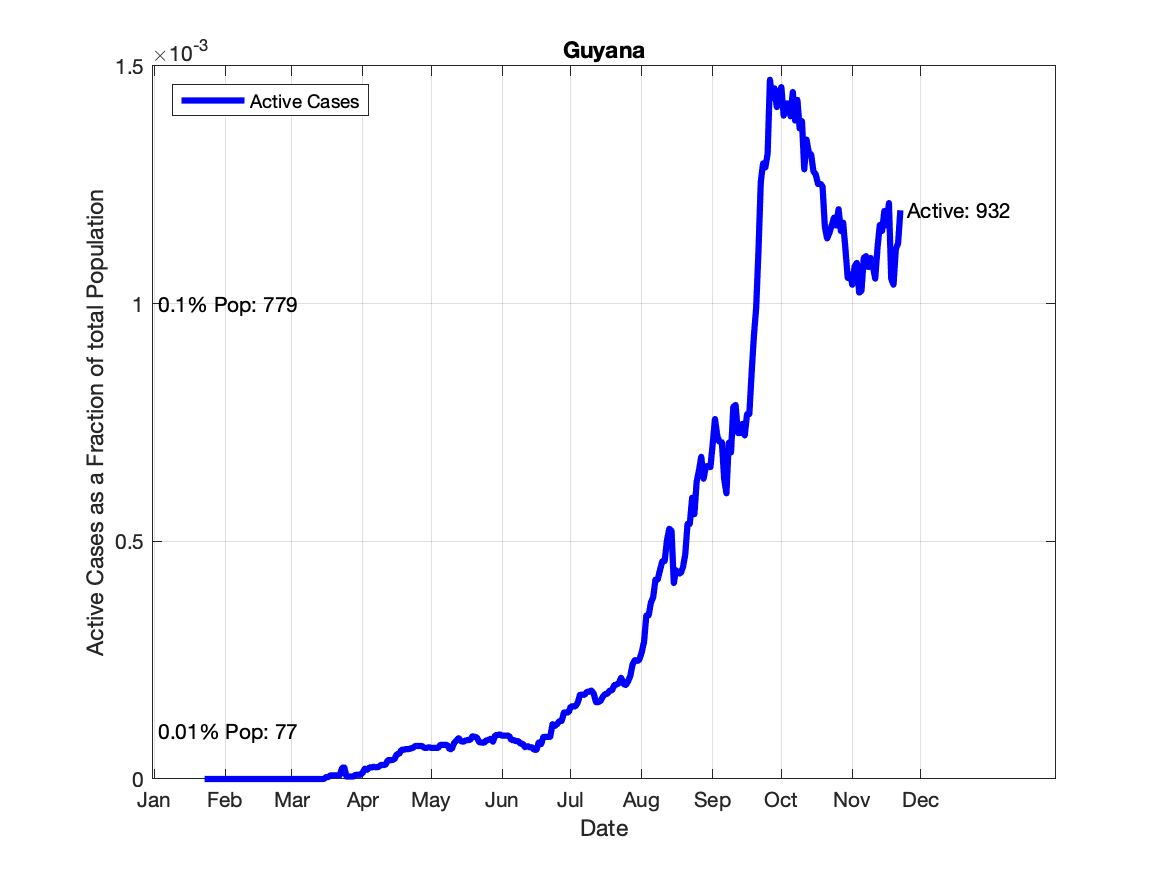 Guyana
×10-3
1.5
Active Cases
Active: 932
1
0.1% Pop: 779
0.5
0.01% Pop: 77
0
Jan Feb Mar Apr May Jun Jul Aug Sep Oct Nov Dec
Date
Active Cases as a Fraction of total Population